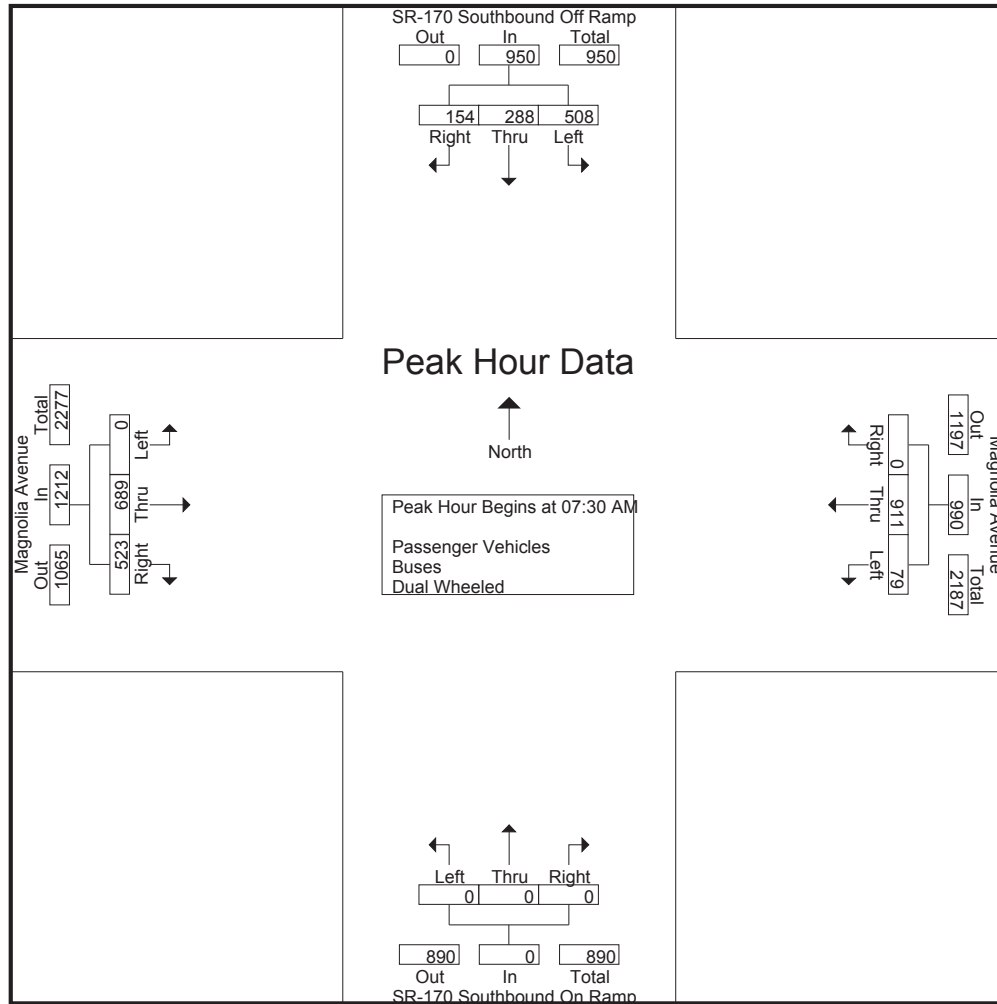 SR-170 Southbound Off Ramp
Out In Total
0 950 950
154 288 508
Right Thru Left
Peak Hour Data
North
Peak Hour Begins at 07:30 AM
Passenger Vehicles
Buses
Dual Wheeled
Magnolia Avenue
Out In Total
1065 1212 2277
523 689 0
Right Thru Left
Magnolia Avenue
Out In Total
1197 990 2187
0 911 79
Right Thru Left
Left Thru Right
0 0 0
890 0 890
Out In Total
SR-170 Southbound On Ramp